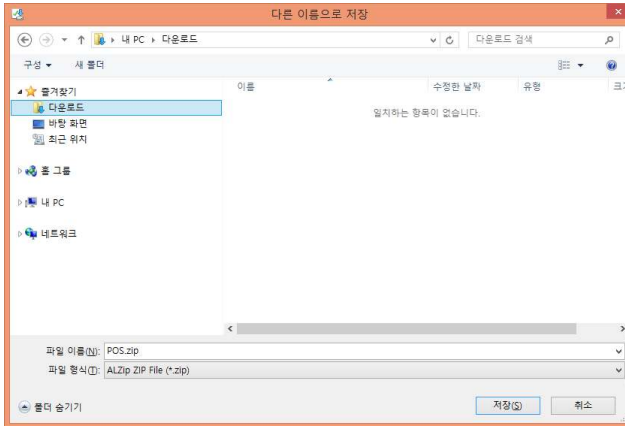 다른 이름으로 저장
내 PC 다운로드
다운로드 검색
구성 새 폴더
이름 수정한 날짜 유형 크기
일치하는 항목이 없습니다.
즐겨찾기
다운로드
바탕 화면
최근 위치
홈 그룹
내 PC
네트워크
파일 이름(N): POS.zip
파일 형식(T): ALZip ZIP File (*.zip)
폴더 숨기기
저장(S) 취소